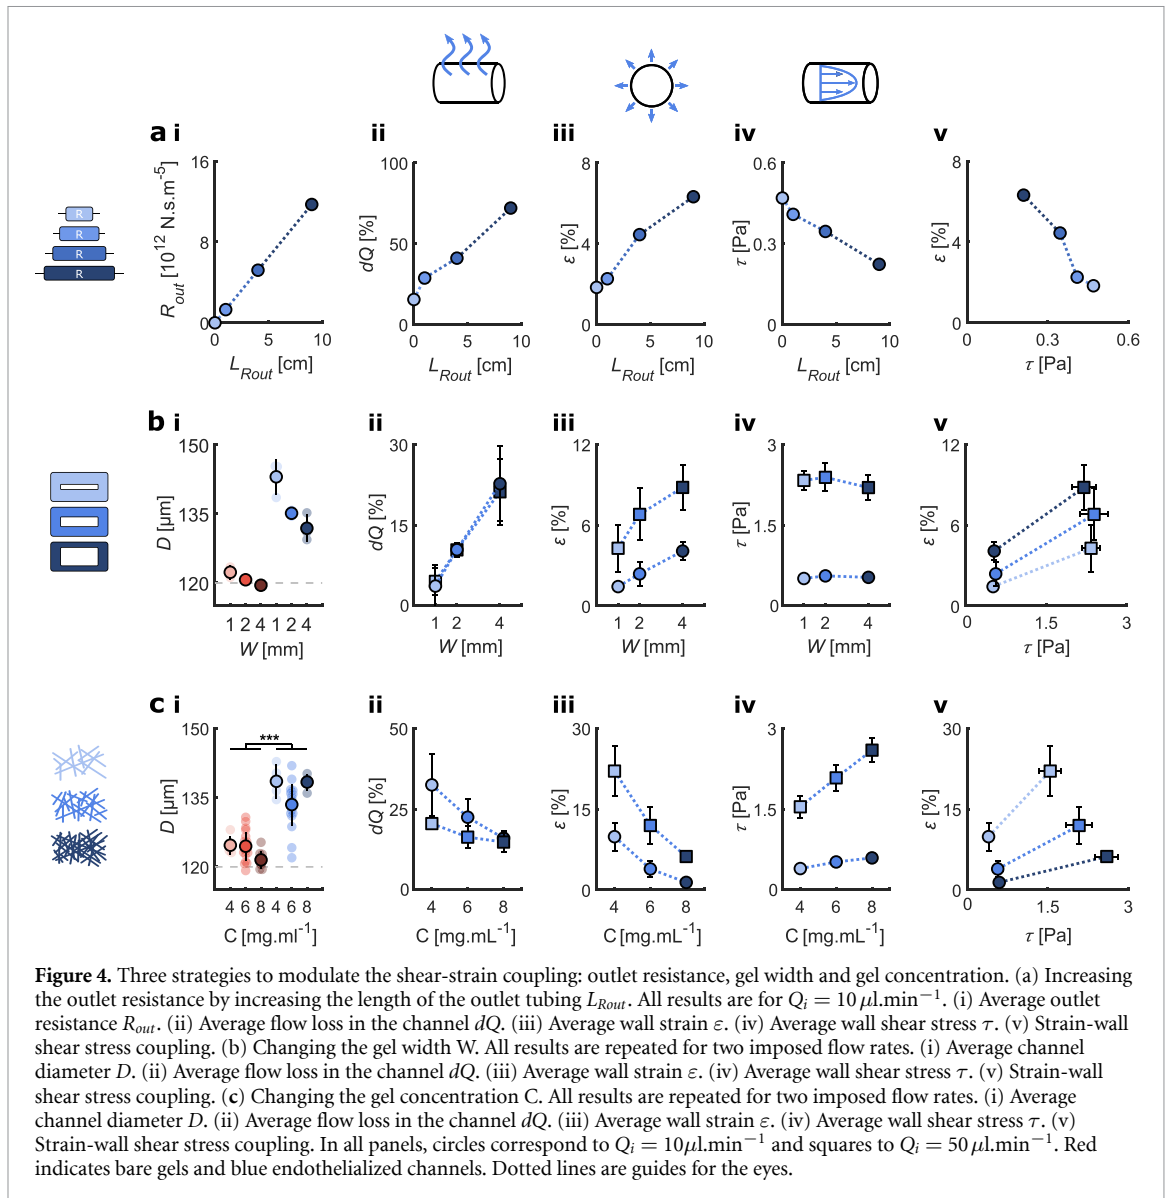 a i
ii
iii
iv
v
R
R
R
R
16
8
0
R_out [10^12 N.s.m^-5]
0 5 10
L_Rout [cm]
100
50
0
dQ [%]
0 5 10
L_Rout [cm]
8
4
0
ε [%]
0 5 10
L_Rout [cm]
0.6
0.3
0
τ [Pa]
0 5 10
L_Rout [cm]
8
4
0
ε [%]
0 0.3 0.6
τ [Pa]
b i
ii
iii
iv
v
150
135
120
D [µm]
1 2 4 1 2 4
W [mm]
30
15
0
dQ [%]
1 2 4
W [mm]
12
6
0
ε [%]
1 2 4
W [mm]
3
1.5
0
τ [Pa]
1 2 4
W [mm]
12
6
0
ε [%]
0 1.5 3
τ [Pa]
c i
ii
iii
iv
v
150
135
120
D [µm]
***
4 6 8 4 6 8
C [mg.ml^-1]
50
25
0
dQ [%]
4 6 8
C [mg.mL^-1]
30
15
0
ε [%]
4 6 8
C [mg.mL^-1]
3
1.5
0
τ [Pa]
4 6 8
C [mg.mL^-1]
30
15
0
ε [%]
0 1.5 3
τ [Pa]
Figure 4. Three strategies to modulate the shear-strain coupling: outlet resistance, gel width and gel concentration. (a) Increasing
the outlet resistance by increasing the length of the outlet tubing L_Rout. All results are for Q_i = 10 µl.min^−1. (i) Average outlet
resistance R_out. (ii) Average flow loss in the channel dQ. (iii) Average wall strain ε. (iv) Average wall shear stress τ. (v) Strain-wall
shear stress coupling. (b) Changing the gel width W. All results are repeated for two imposed flow rates. (i) Average channel
diameter D. (ii) Average flow loss in the channel dQ. (iii) Average wall strain ε. (iv) Average wall shear stress τ. (v) Strain-wall
shear stress coupling. (c) Changing the gel concentration C. All results are repeated for two imposed flow rates. (i) Average
channel diameter D. (ii) Average flow loss in the channel dQ. (iii) Average wall strain ε. (iv) Average wall shear stress τ. (v)
Strain-wall shear stress coupling. In all panels, circles correspond to Q_i = 10µl.min^−1 and squares to Q_i = 50 µl.min^−1. Red
indicates bare gels and blue endothelialized channels. Dotted lines are guides for the eyes.